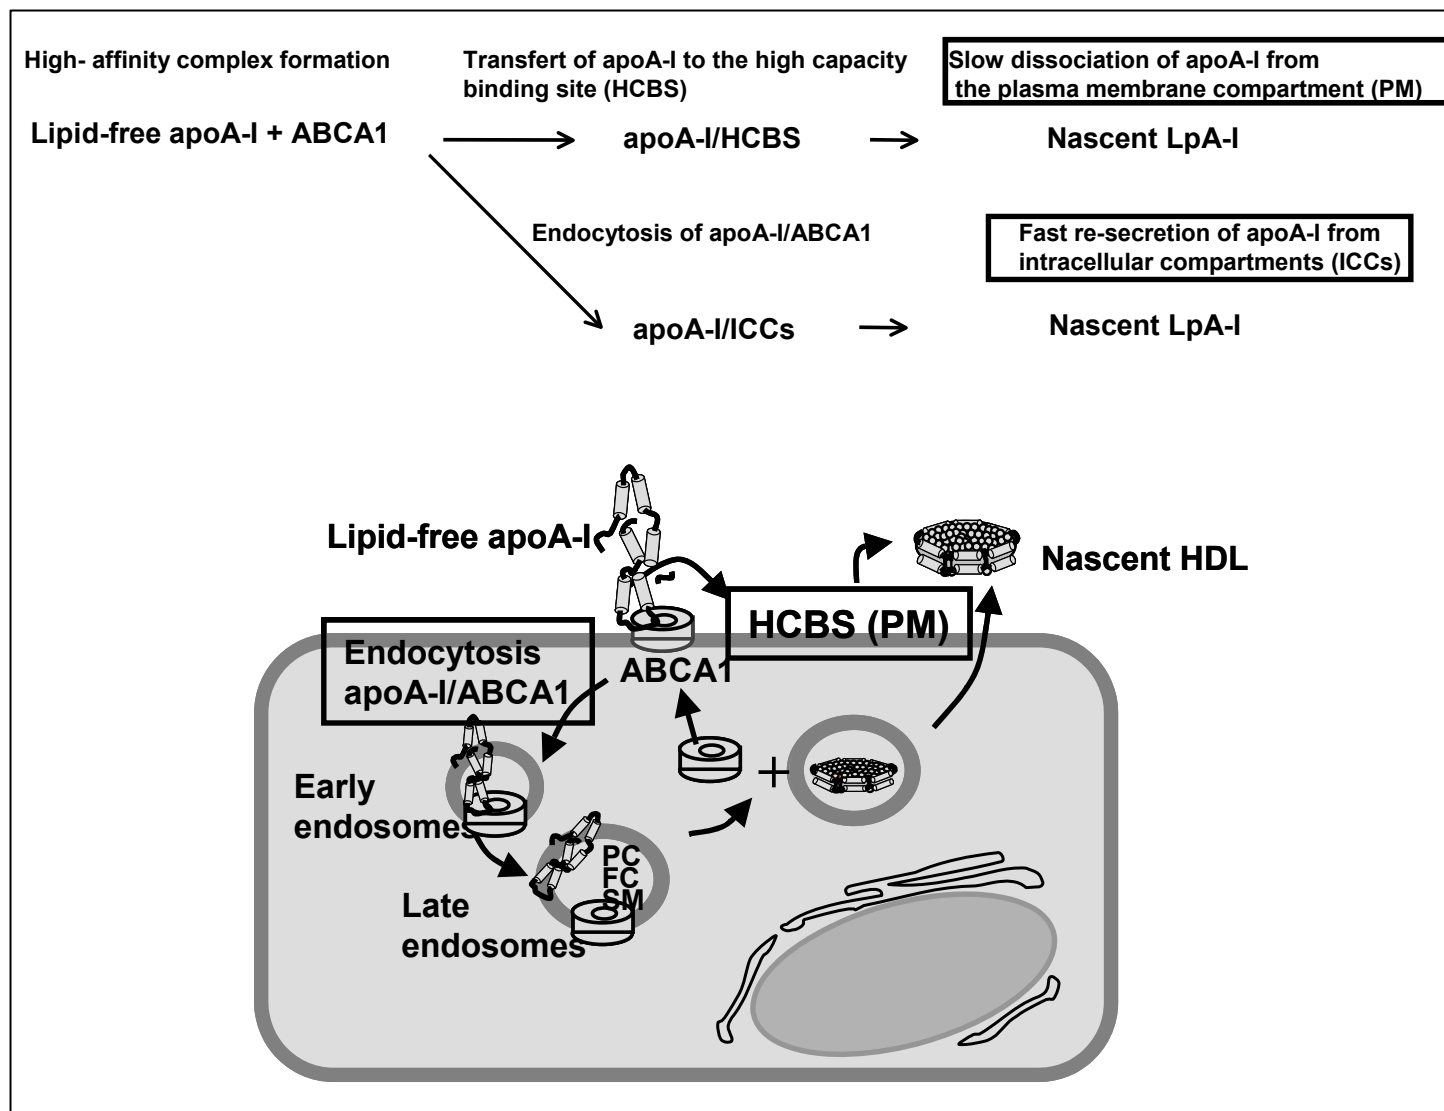 High- affinity complex formation
Transfert of apoA-I to the high capacity
binding site (HCBS)
Slow dissociation of apoA-I from
the plasma membrane compartment (PM)
Lipid-free apoA-I + ABCA1
apoA-I/HCBS
Nascent LpA-I
Endocytosis of apoA-I/ABCA1
Fast re-secretion of apoA-I from
intracellular compartments (ICCs)
apoA-I/ICCs
Nascent LpA-I
Lipid-free apoA-I
Nascent HDL
HCBS (PM)
Endocytosis
apoA-I/ABCA1
ABCA1
+
Early
endosomes
PC
FC
SM
Late
endosomes